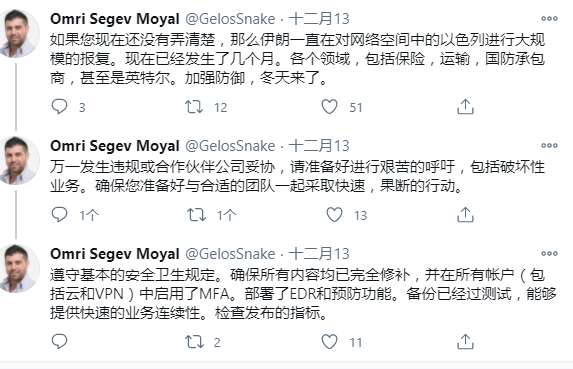 Omri Segev Moyal @GelosSnake · 十二月13
如果您现在还没有弄清楚，那么伊朗一直在对网络空间中的以色列进行大规
模的报复。现在已经发生了几个月。各个领域，包括保险，运输，国防承包
商，甚至是英特尔。加强防御，冬天来了。
3 12 51
Omri Segev Moyal @GelosSnake · 十二月13
万一发生违规或合作伙伴公司妥协，请准备好进行艰苦的呼吁，包括破坏性
业务。确保您准备好与合适的团队一起采取快速，果断的行动。
1个 1个 13
Omri Segev Moyal @GelosSnake · 十二月13
遵守基本的安全卫生规定。确保所有内容均已完全修补，并在所有帐户（包
括云和VPN）中启用了MFA。部署了EDR和预防功能。备份已经过测试，能够
提供快速的业务连续性。检查发布的指标。
2 11